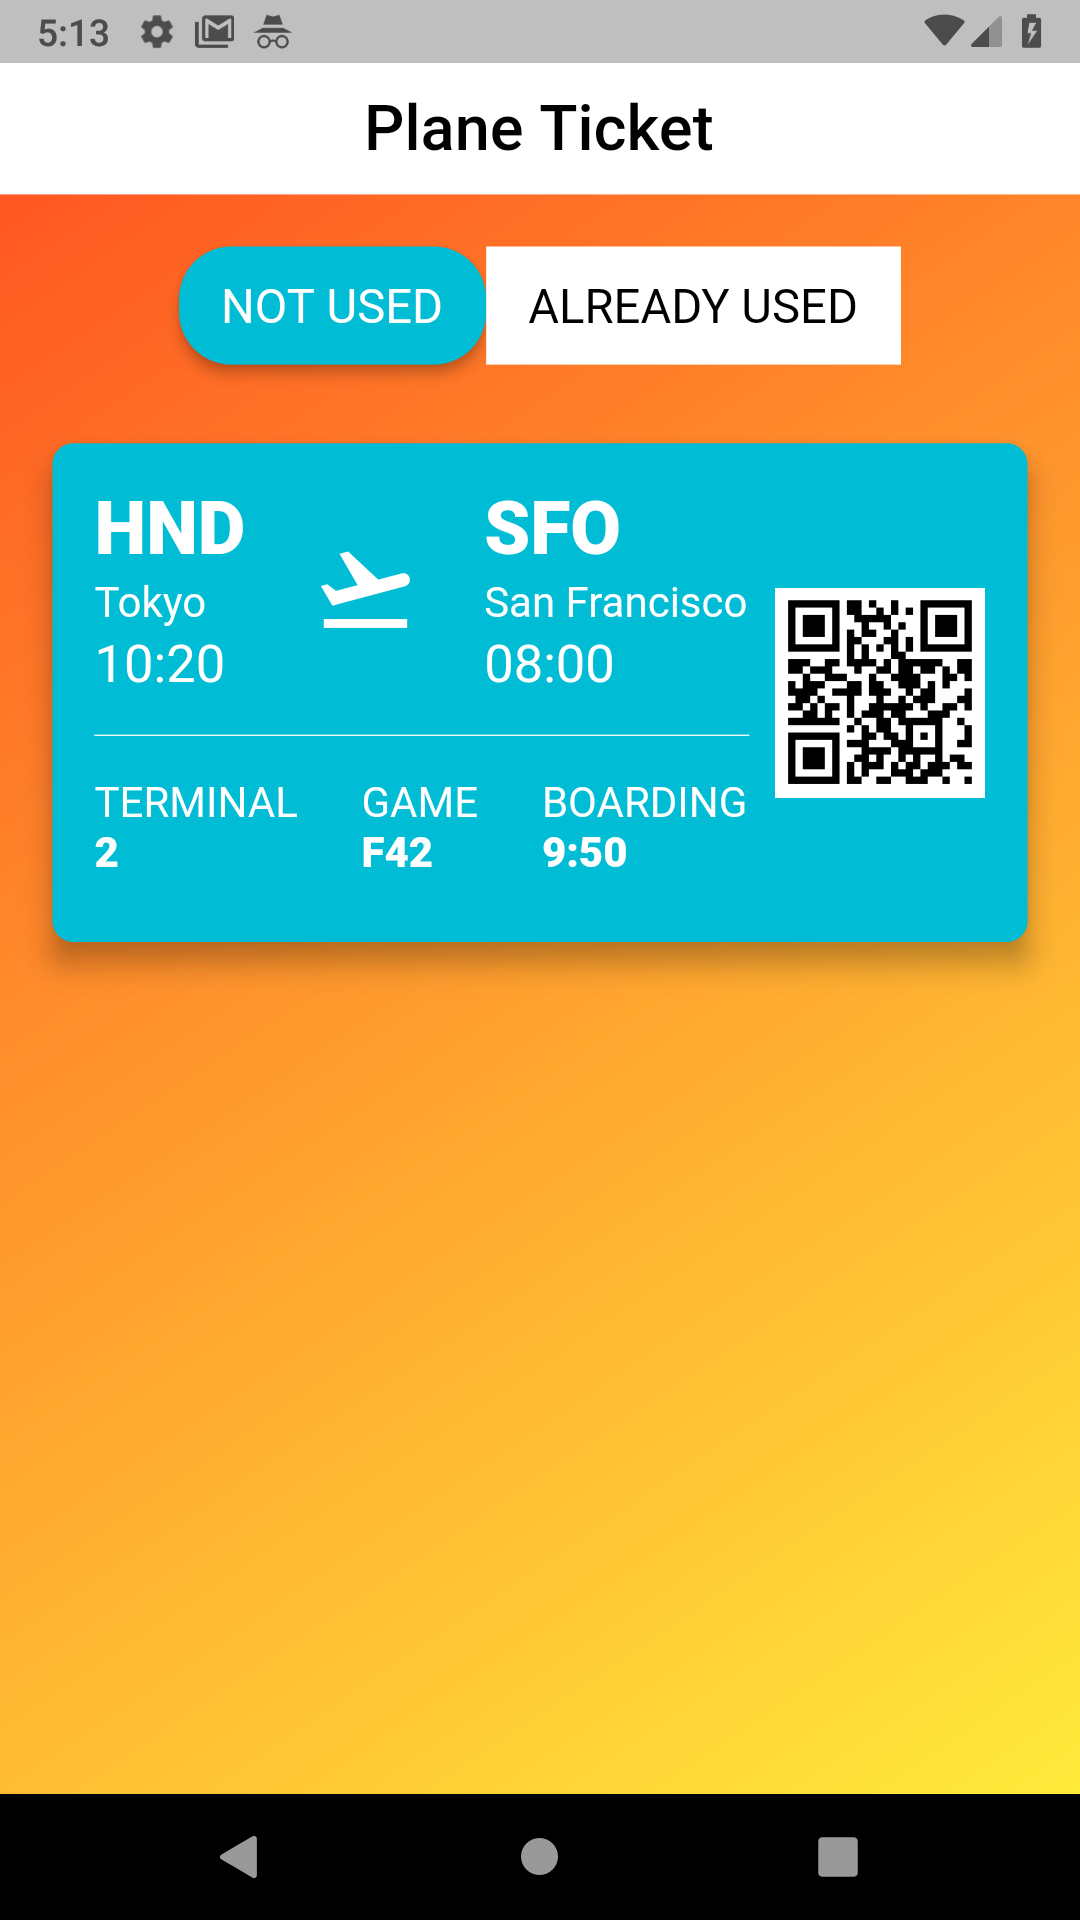 5:13
Plane Ticket
NOT USED ALREADY USED
HND SFO
Tokyo San Francisco
10:20 08:00
TERMINAL GAME BOARDING
2 F42 9:50